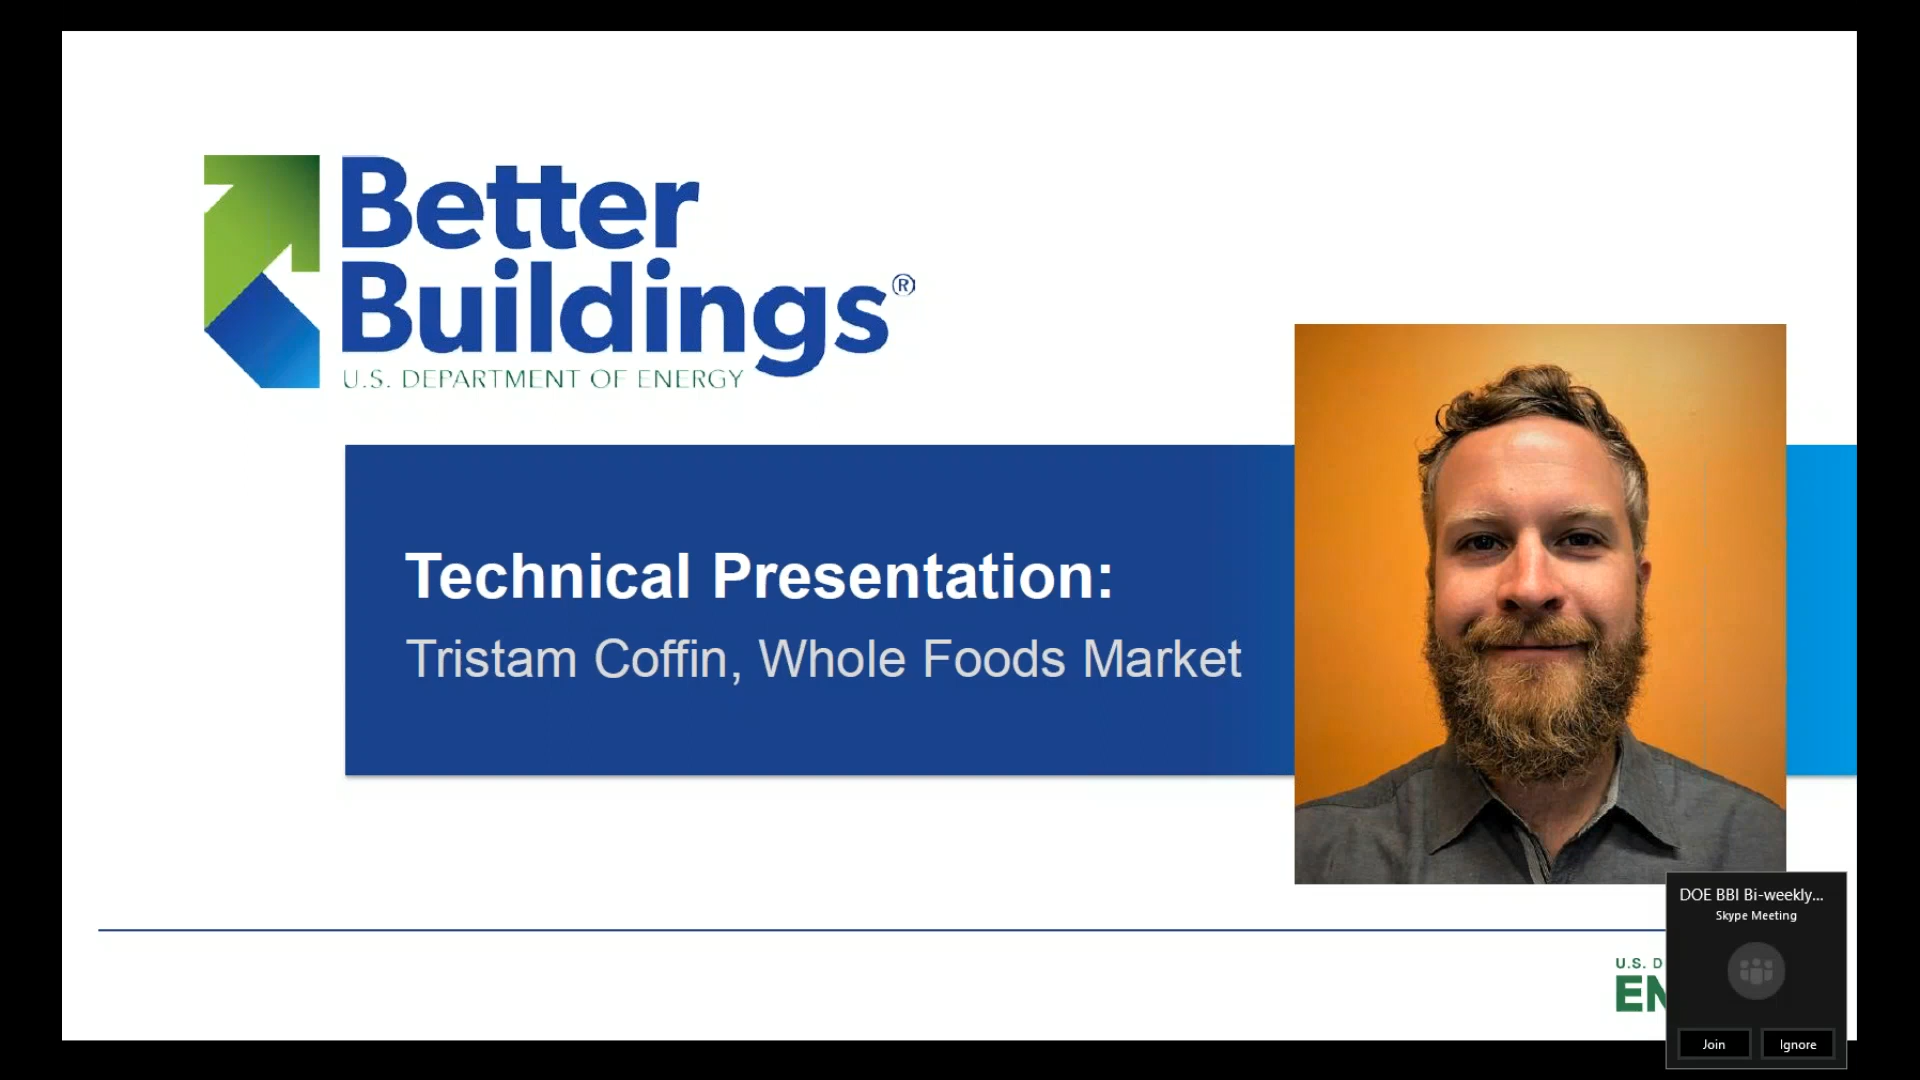 Better
Buildings®
U.S. DEPARTMENT OF ENERGY
Technical Presentation:
Tristam Coffin, Whole Foods Market
DOE BBI Bi-weekly...
Skype Meeting
U.S. D
EN
Join
Ignore